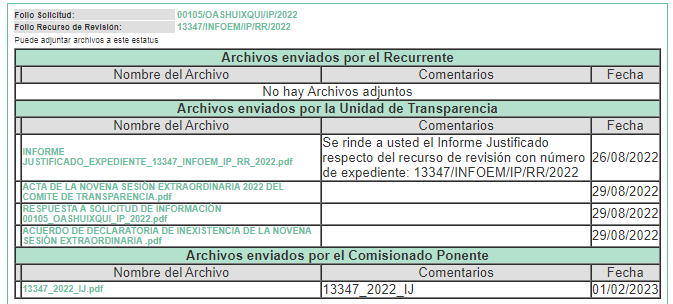 Folio Solicitud: 00105/OASHUIXQUI/IP/2022
Folio Recurso de Revisión: 13347/INFOEM/IP/RR/2022
Puede adjuntar archivos a este estatus
Archivos enviados por el Recurrente
Nombre del Archivo Comentarios Fecha
No hay Archivos adjuntos
Archivos enviados por la Unidad de Transparencia
Nombre del Archivo Comentarios Fecha
INFORME
JUSTIFICADO_EXPEDIENTE_13347_INFOEM_IP_RR_2022.pdf
Se rinde a usted el Informe Justificado
respecto del recurso de revisión con número
de expediente: 13347/INFOEM/IP/RR/2022
26/08/2022
ACTA DE LA NOVENA SESIÓN EXTRAORDINARIA 2022 DEL
COMITE DE TRANSPARENCIA.pdf
29/08/2022
RESPUESTA A SOLICITUD DE INFORMACIÓN
00105_OASHUIXQUI_IP_2022.pdf
29/08/2022
ACUERDO DE DECLARATORIA DE INEXISTENCIA DE LA NOVENA
SESIÓN EXTRAORDINARIA .pdf
29/08/2022
Archivos enviados por el Comisionado Ponente
Nombre del Archivo Comentarios Fecha
13347_2022_IJ.pdf 13347_2022_IJ 01/02/2023